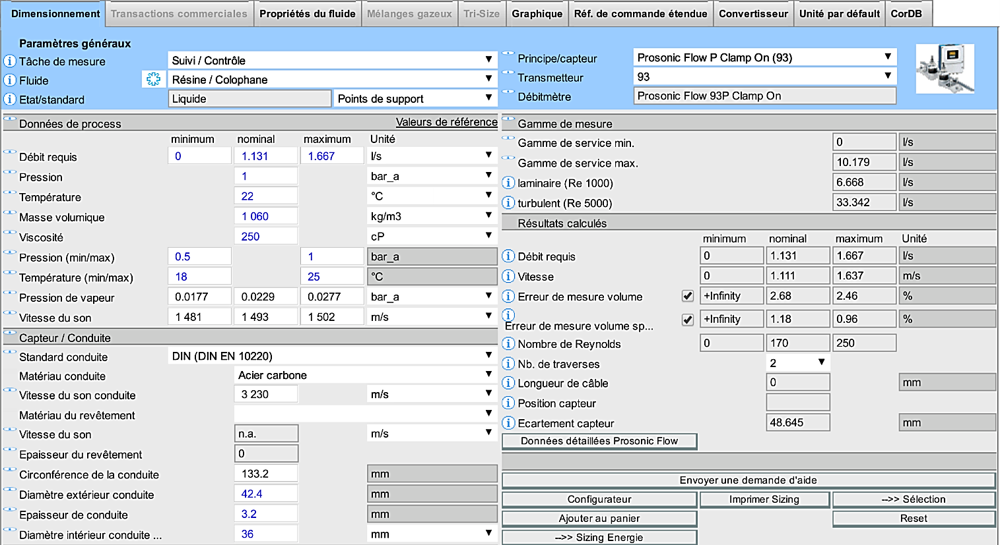 Dimensionnement Transactions commerciales Propriétés du fluide Mélanges gazeux Tri-Size Graphique Réf. de commande étendue Convertisseur Unité par défault CorDB
Paramètres généraux
Tâche de mesure Suivi / Contrôle
Fluide Résine / Colophane
Etat/standard Liquide Points de support
Principe/capteur Prosonic Flow P Clamp On (93)
Transmetteur 93
Débitmètre Prosonic Flow 93P Clamp On
Données de process Valeurs de référence
minimum nominal maximum Unité
Débit requis 0 1.131 1.667 l/s
Pression 1 bar_a
Température 22 °C
Masse volumique 1 060 kg/m3
Viscosité 250 cP
Pression (min/max) 0.5 1 bar_a
Température (min/max) 18 25 °C
Pression de vapeur 0.0177 0.0229 0.0277 bar_a
Vitesse du son 1 481 1 493 1 502 m/s
Capteur / Conduite
Standard conduite DIN (DIN EN 10220)
Matériau conduite Acier carbone
Vitesse du son conduite 3 230 m/s
Matériau du revêtement
Vitesse du son n.a. m/s
Epaisseur du revêtement 0
Circonférence de la conduite 133.2 mm
Diamètre extérieur conduite 42.4 mm
Epaisseur de conduite 3.2 mm
Diamètre intérieur conduite ... 36 mm
Gamme de mesure
Gamme de service min. 0 l/s
Gamme de service max. 10.179 l/s
laminaire (Re 1000) 6.668 l/s
turbulent (Re 5000) 33.342 l/s
Résultats calculés
minimum nominal maximum Unité
Débit requis 0 1.131 1.667 l/s
Vitesse 0 1.111 1.637 m/s
Erreur de mesure volume +Infinity 2.68 2.46 %
Erreur de mesure volume sp... +Infinity 1.18 0.96 %
Nombre de Reynolds 0 170 250
Nb. de traverses 2
Longueur de câble 0 mm
Position capteur
Ecartement capteur 48.645 mm
Données détaillées Prosonic Flow
Envoyer une demande d'aide
Configurateur Imprimer Sizing -->> Sélection
Ajouter au panier Reset
-->> Sizing Energie